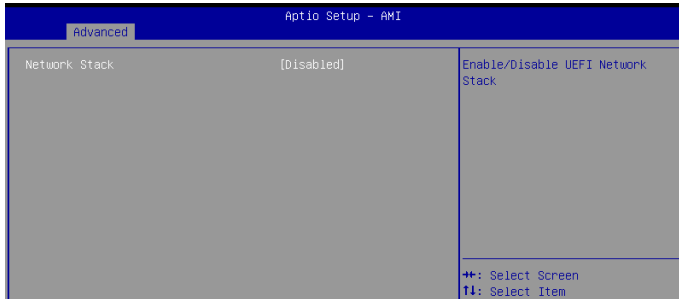 Aptio Setup – AMI
Advanced
Network Stack [Disabled]
Enable/Disable UEFI Network
Stack
→←: Select Screen
↑↓: Select Item